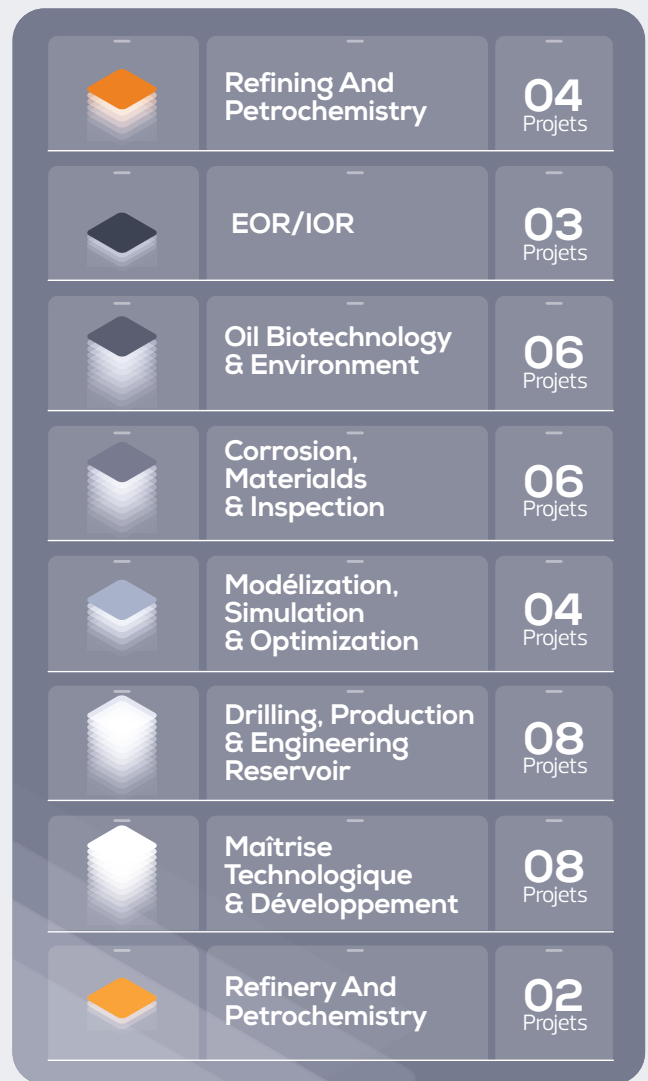 Refining And
Petrochemistry
04
Projets
EOR/IOR
03
Projets
Oil Biotechnology
& Environment
06
Projets
Corrosion,
Materialds
& Inspection
06
Projets
Modélization,
Simulation
& Optimization
04
Projets
Drilling, Production
& Engineering
Reservoir
08
Projets
Maîtrise
Technologique
& Développement
08
Projets
Refinery And
Petrochemistry
02
Projets